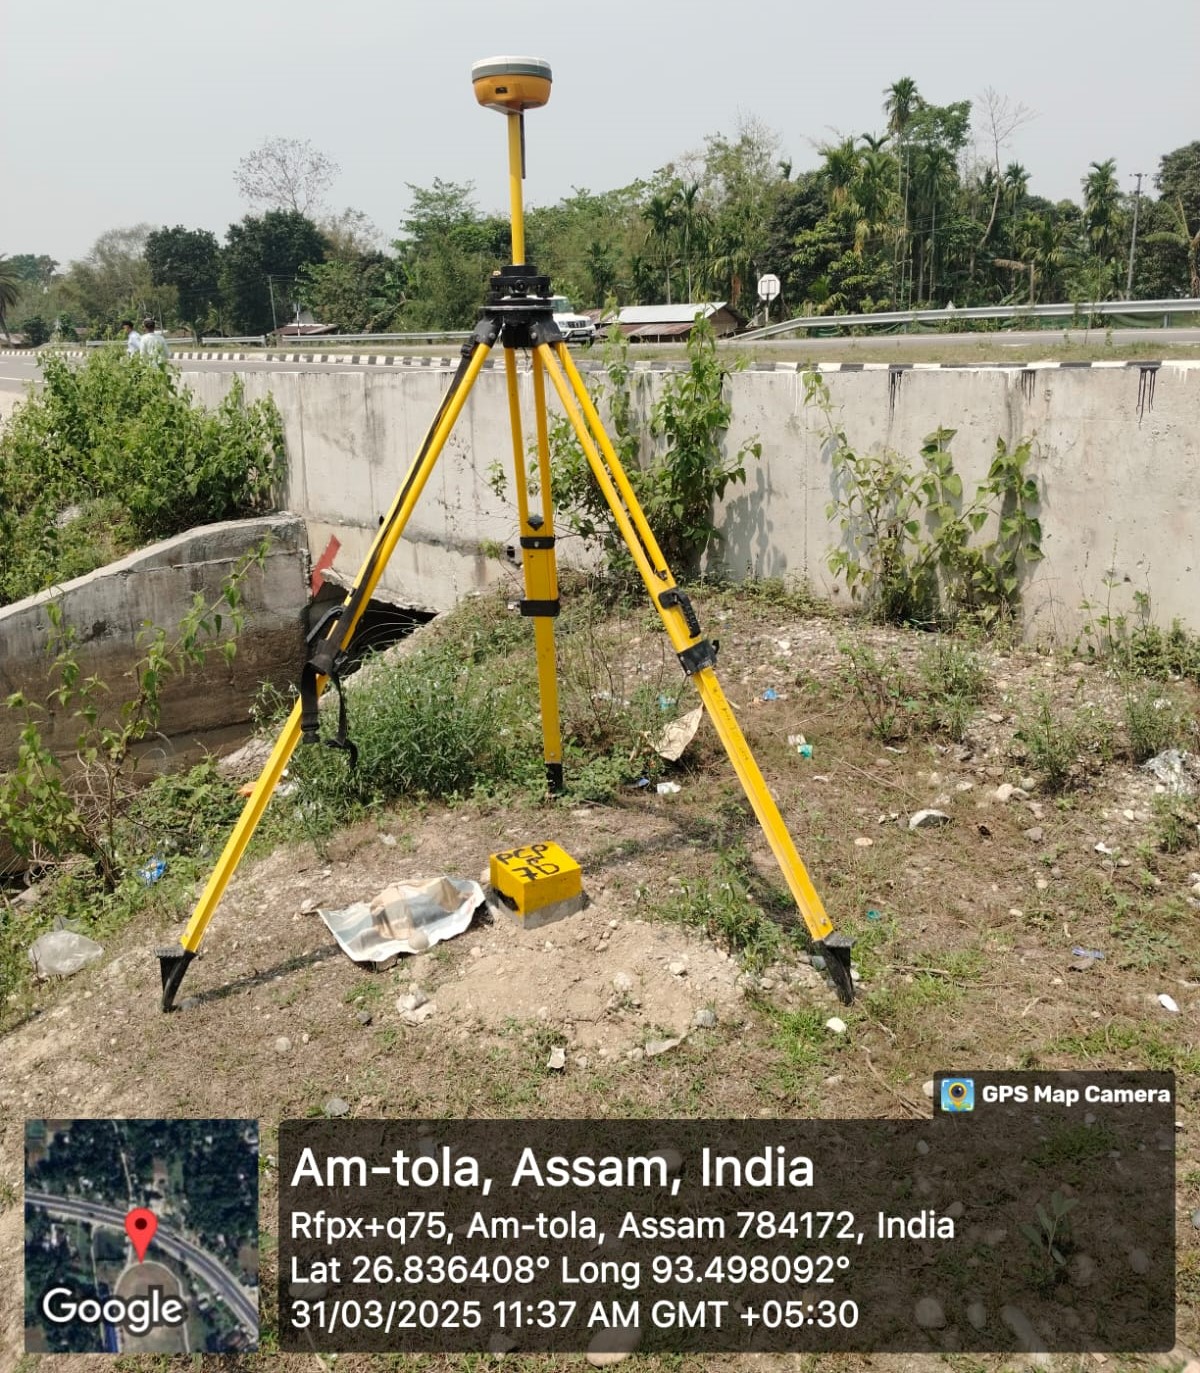 GPS Map Camera
Am-tola, Assam, India
Rfpx+q75, Am-tola, Assam 784172, India
Lat 26.836408° Long 93.498092°
31/03/2025 11:37 AM GMT +05:30
Google